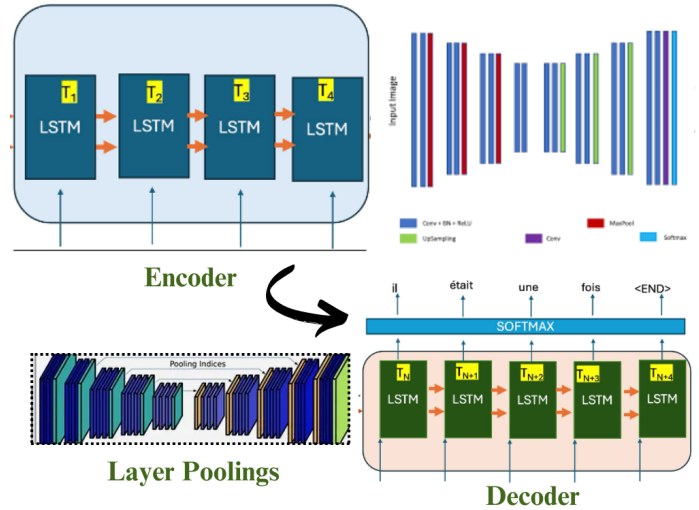 T1
T2
T3
T4
LSTM
LSTM
LSTM
LSTM
Encoder
Input Image
Conv + BN + ReLU
MaxPool
UpSampling
Conv
Softmax
il
était
une
fois
<END>
SOFTMAX
TN
TN+1
TN+2
TN+3
TN+4
LSTM
LSTM
LSTM
LSTM
LSTM
Decoder
Pooling Indices
Layer Poolings